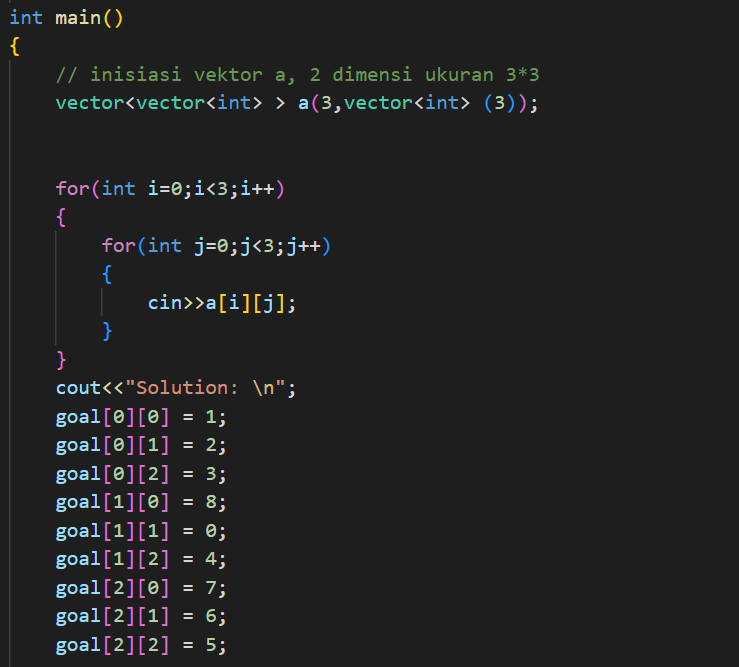 int main()
{
// inisiasi vektor a, 2 dimensi ukuran 3*3
vector<vector<int> > a(3,vector<int> (3));
for(int i=0;i<3;i++)
{
for(int j=0;j<3;j++)
{
cin>>a[i][j];
}
}
cout<<"Solution: \n";
goal[0][0] = 1;
goal[0][1] = 2;
goal[0][2] = 3;
goal[1][0] = 8;
goal[1][1] = 0;
goal[1][2] = 4;
goal[2][0] = 7;
goal[2][1] = 6;
goal[2][2] = 5;